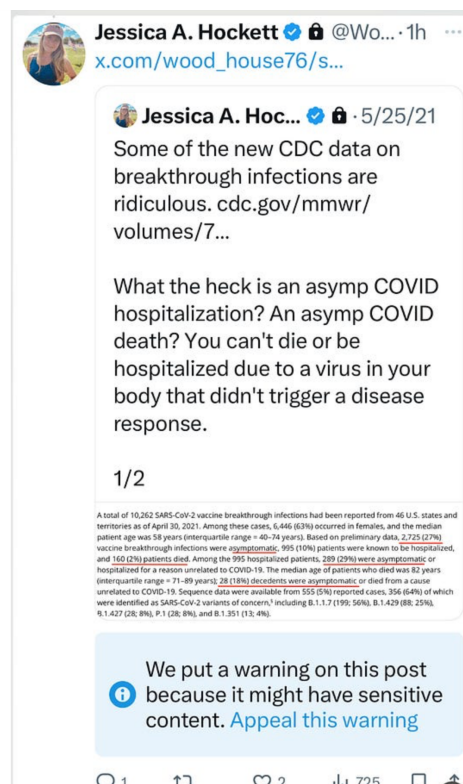 Jessica A. Hockett @Wo... · 1h ...
x.com/wood_house76/s...
Jessica A. Hoc... · 5/25/21
Some of the new CDC data on
breakthrough infections are
ridiculous. cdc.gov/mmwr/
volumes/7...
What the heck is an asymp COVID
hospitalization? An asymp COVID
death? You can't die or be
hospitalized due to a virus in your
body that didn't trigger a disease
response.
1/2
A total of 10,262 SARS-CoV-2 vaccine breakthrough infections had been reported from 46 U.S. states and
territories as of April 30, 2021. Among these cases, 6,446 (63%) occurred in females, and the median
patient age was 58 years (interquartile range = 40–74 years). Based on preliminary data, 2,725 (27%)
vaccine breakthrough infections were asymptomatic, 995 (10%) patients were known to be hospitalized,
and 160 (2%) patients died. Among the 995 hospitalized patients, 289 (29%) were asymptomatic or
hospitalized for a reason unrelated to COVID-19. The median age of patients who died was 82 years
(interquartile range = 71–89 years); 28 (18%) decedents were asymptomatic or died from a cause
unrelated to COVID-19. Sequence data were available from 555 (5%) reported cases, 356 (64%) of which
were identified as SARS-CoV-2 variants of concern,§ including B.1.1.7 (199; 56%), B.1.429 (88; 25%),
B.1.427 (28; 8%), P.1 (28; 8%), and B.1.351 (13; 4%).
We put a warning on this post
because it might have sensitive
content. Appeal this warning
1 2 725